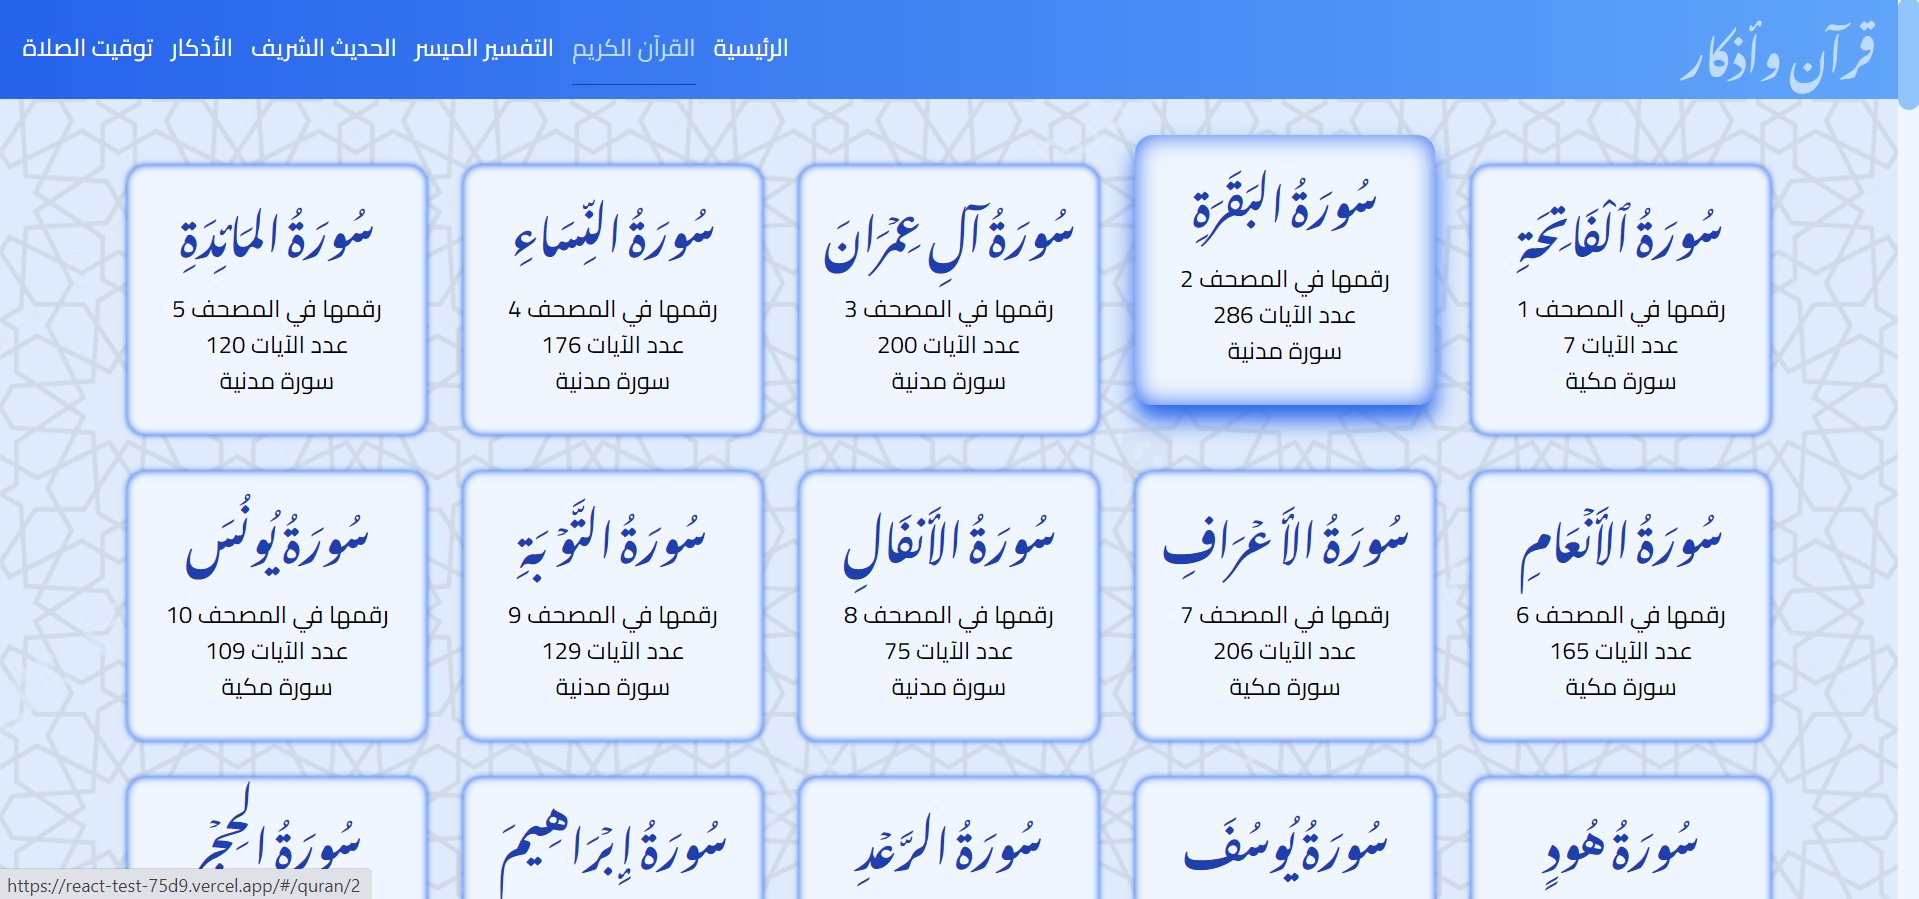 قرآن و أذكار
الرئيسية القرآن الكريم التفسير الميسر الحديث الشريف الأذكار توقيت الصلاة
سُورَةُ ٱلْفَاتِحَةِ
رقمها في المصحف 1
عدد الآيات 7
سورة مكية
سُورَةُ البَقَرَةِ
رقمها في المصحف 2
عدد الآيات 286
سورة مدنية
سُورَةُ آلِ عِمۡرَانَ
رقمها في المصحف 3
عدد الآيات 200
سورة مدنية
سُورَةُ النِّسَاءِ
رقمها في المصحف 4
عدد الآيات 176
سورة مدنية
سُورَةُ المَائـِدَةِ
رقمها في المصحف 5
عدد الآيات 120
سورة مدنية
سُورَةُ الأَنۡعَامِ
رقمها في المصحف 6
عدد الآيات 165
سورة مكية
سُورَةُ الأَعۡرَافِ
رقمها في المصحف 7
عدد الآيات 206
سورة مكية
سُورَةُ الأَنفَالِ
رقمها في المصحف 8
عدد الآيات 75
سورة مدنية
سُورَةُ التَّوۡبَةِ
رقمها في المصحف 9
عدد الآيات 129
سورة مدنية
سُورَةُ يُونُسَ
رقمها في المصحف 10
عدد الآيات 109
سورة مكية
سُورَةُ هُودٍ
سُورَةُ يُوسُفَ
سُورَةُ الرَّعۡدِ
سُورَةُ إِبۡرَاهِيمَ
سُورَةُ الحِجۡرِ
https://react-test-75d9.vercel.app/#/quran/2